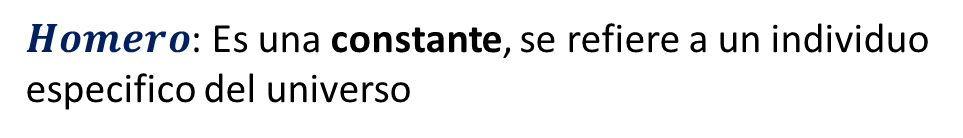 Homero: Es una constante, se refiere a un individuo
especifico del universo